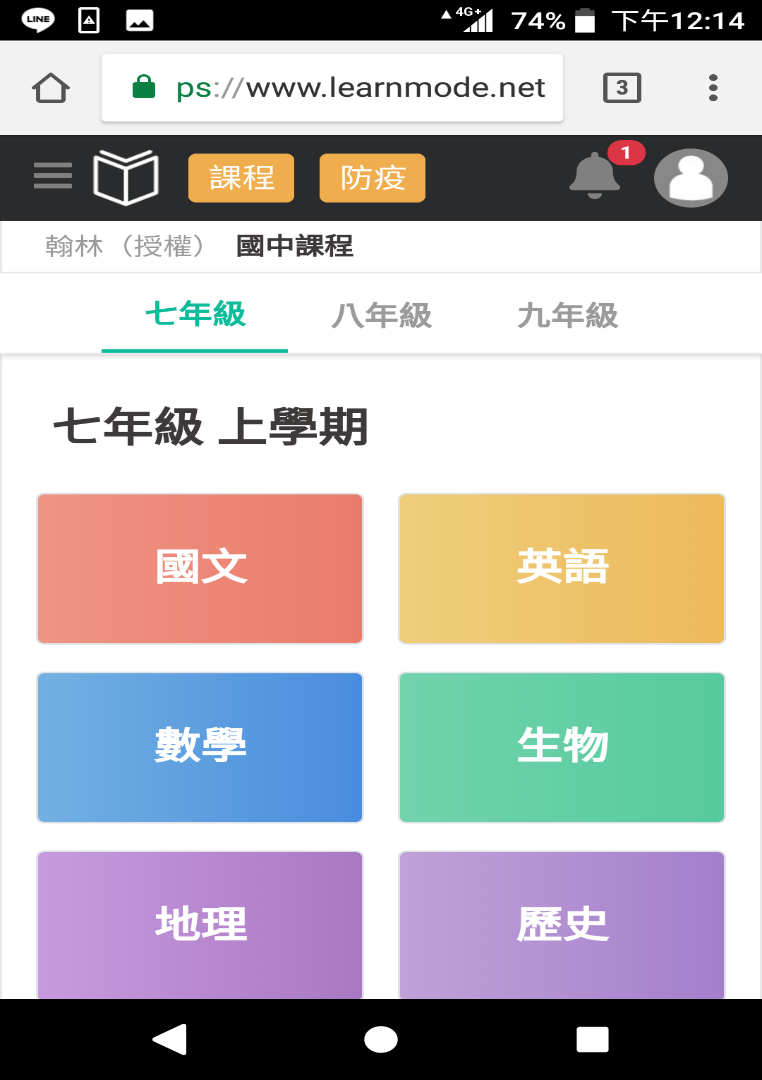 LINE 4G+ 74% 下午12:14
ps://www.learnmode.net 3
課程 防疫 1
翰林（授權） 國中課程
七年級 八年級 九年級
七年級 上學期
國文 英語
數學 生物
地理 歷史